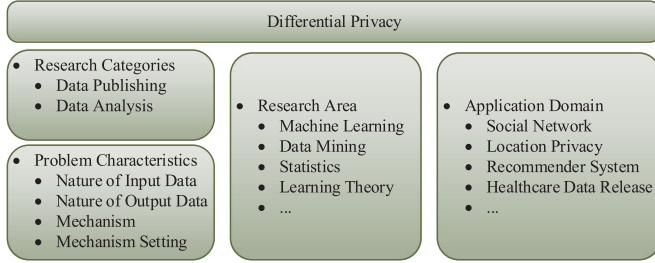 Differential Privacy
• Research Categories
• Data Publishing
• Data Analysis
• Problem Characteristics
• Nature of Input Data
• Nature of Output Data
• Mechanism
• Mechanism Setting
• Research Area
• Machine Learning
• Data Mining
• Statistics
• Learning Theory
• ...
• Application Domain
• Social Network
• Location Privacy
• Recommender System
• Healthcare Data Release
• ...